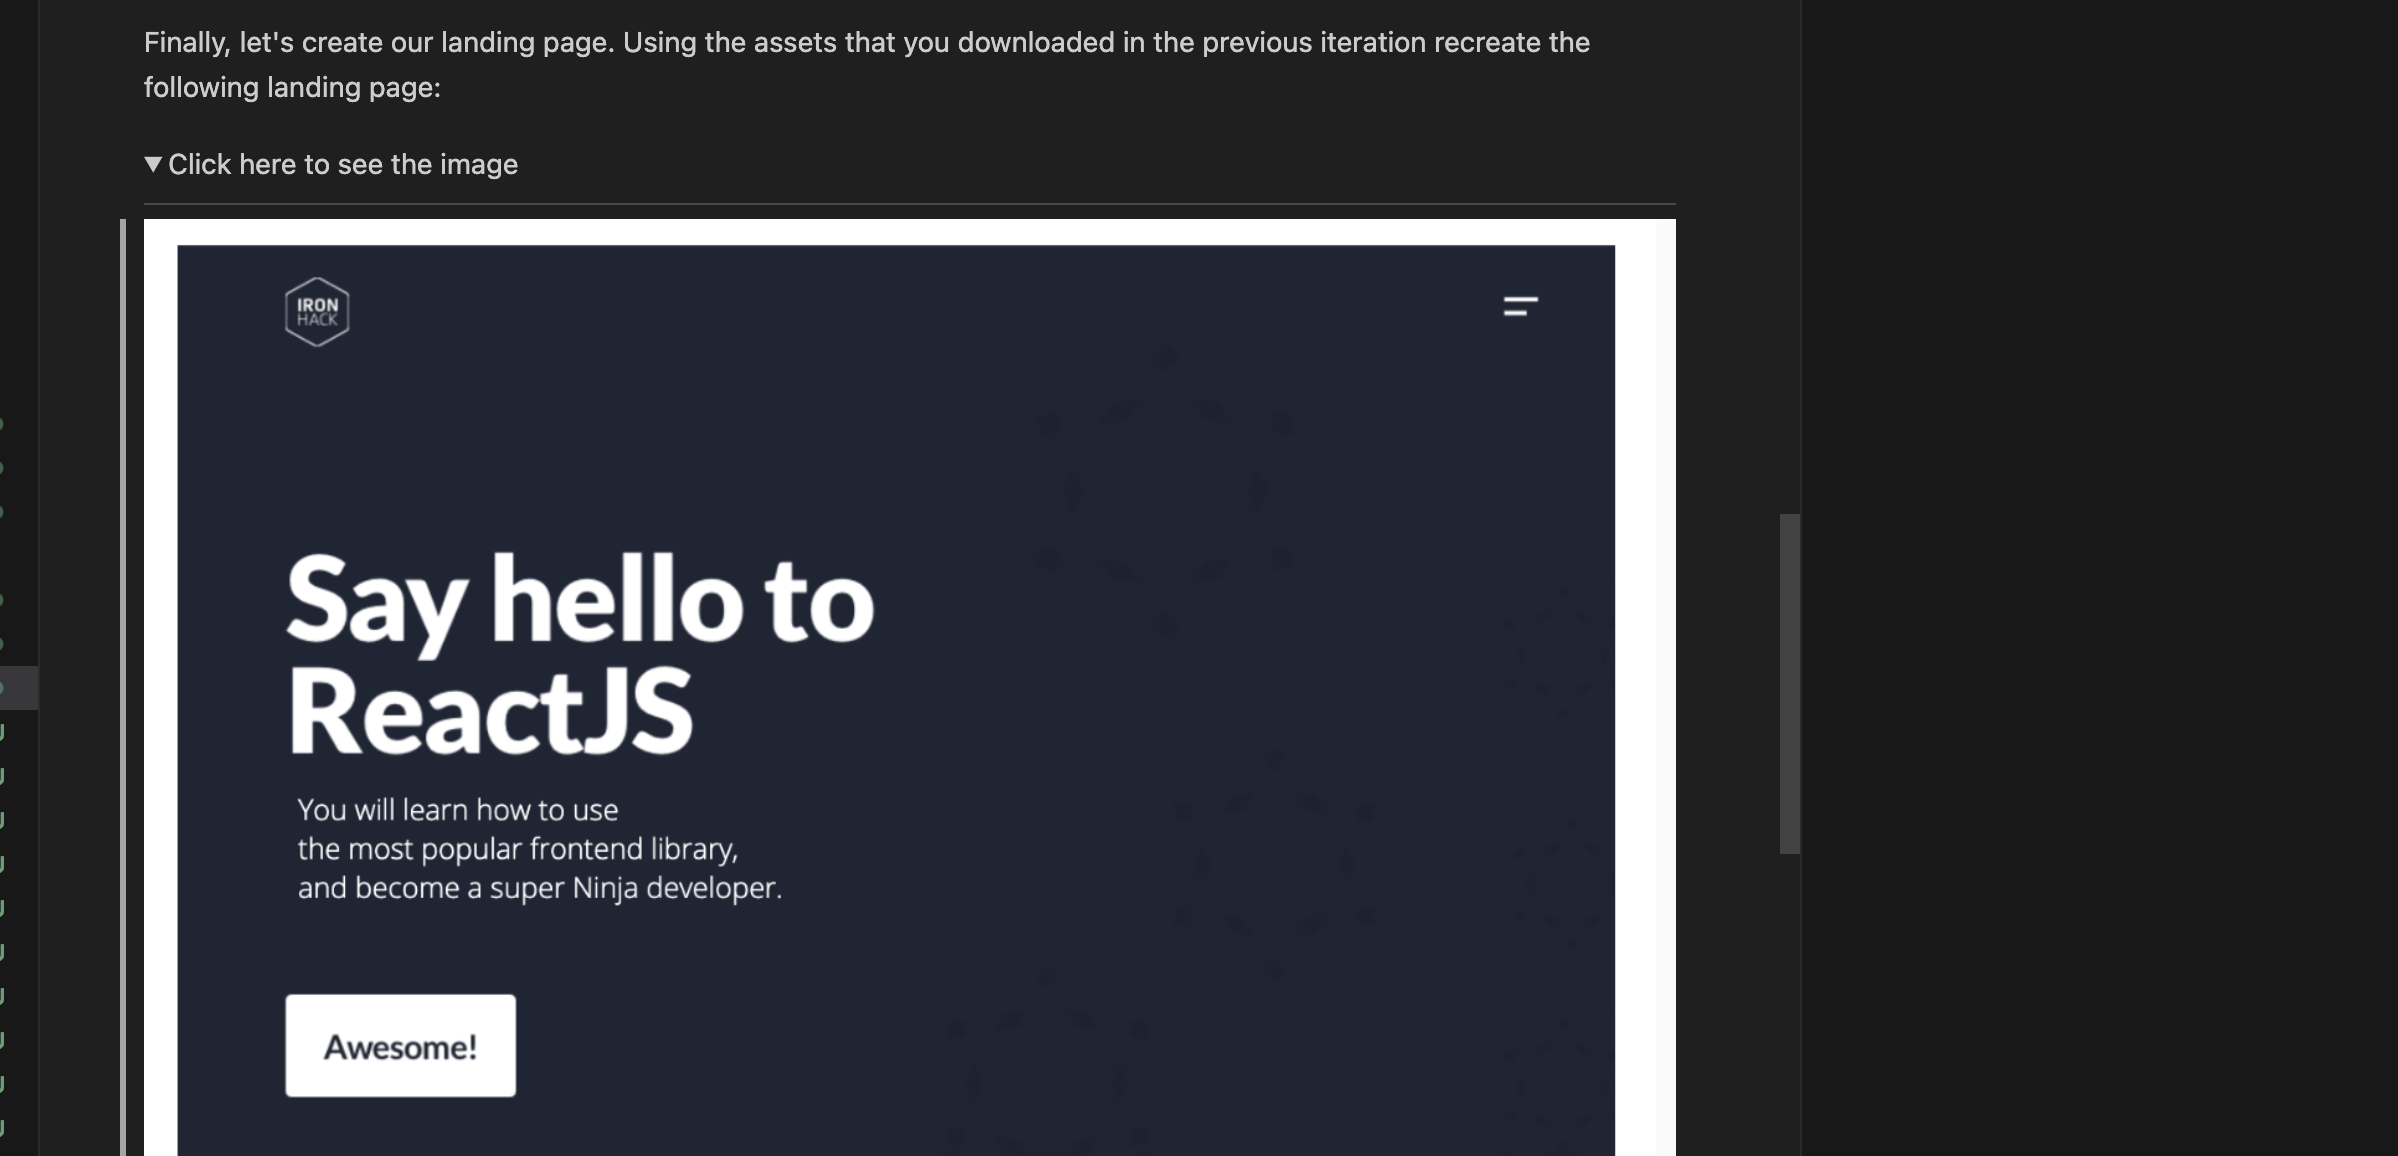 Finally, let's create our landing page. Using the assets that you downloaded in the previous iteration recreate the
following landing page:
Click here to see the image
IRON
HACK
Say hello to
ReactJS
You will learn how to use
the most popular frontend library,
and become a super Ninja developer.
Awesome!